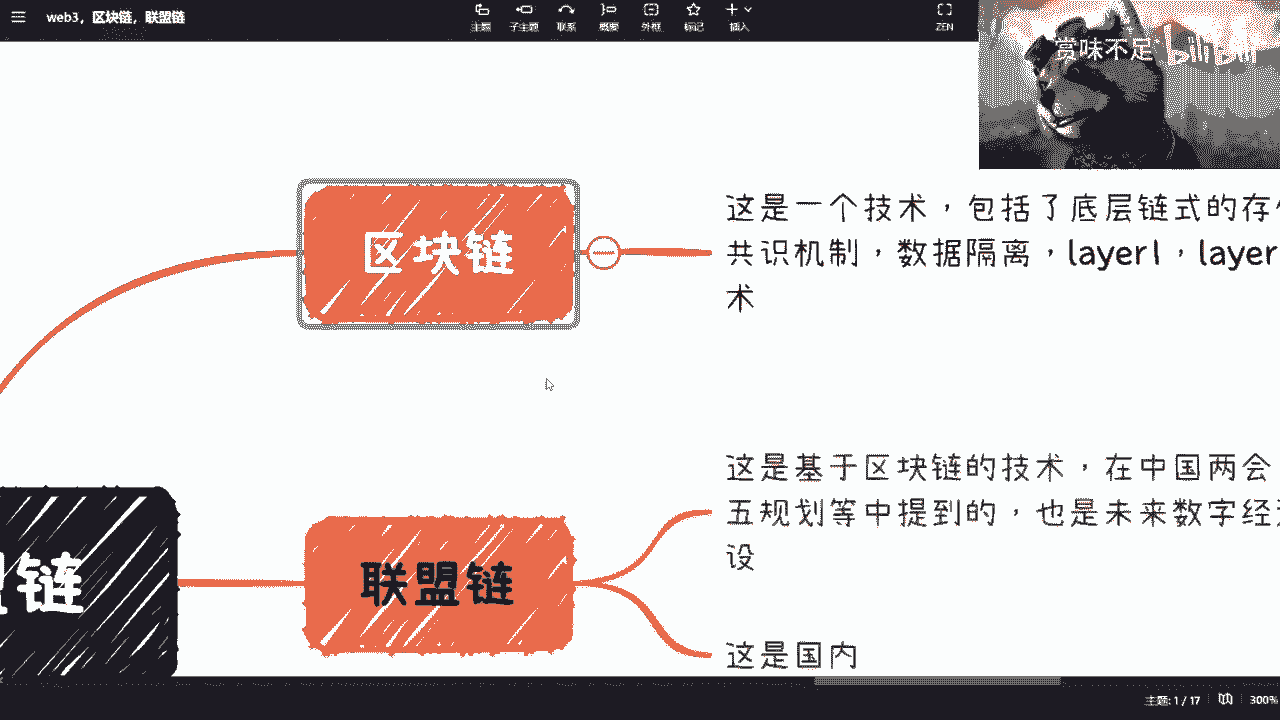 web3，区块链，联盟链
主题 子主题 联系 概要 外框 标记 插入 ZEN
赏味不足 bilibili
区块链
这是一个技术，包括了底层链式的存
共识机制，数据隔离，layer1，layer
术
这是基于区块链的技术，在中国两会
五规划等中提到的，也是未来数字经
设
链
联盟链
这是国内
主题: 1 / 17 300%